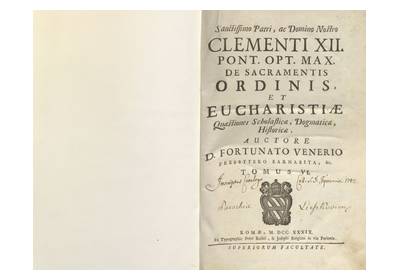 Sanctissimo Patri, ac Domino Nostro
CLEMENTI XII.
PONT. OPT. MAX.
DE SACRAMENTIS
ORDINIS,
ET
EUCHARISTIÆ
Quæstiones Scholasticæ, Dogmaticæ,
Historicæ.
AUCTORE
D. FORTUNATO VENERIO
PRESBYTERO BARNABITA, &c.
TOMUS VI.
ROMÆ, M. DCC XXXIX.
SUPERIORUM FACULTATE.